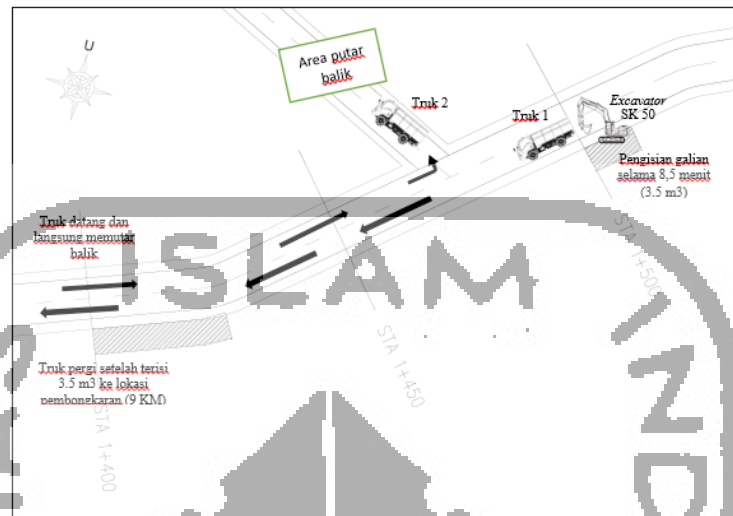 U
Area putar
balik
Truk 2
Truk 1
Excavator
SK 50
Pengisian galian
selama 8,5 menit
(3.5 m3)
Truk datang dan
langsung memutar
balik
ISLAM
IND
STA 1+500
STA 1+450
Truk pergi setelah terisi
3.5 m3 ke lokasi
pembongkaran (9 KM)
STA 1+400